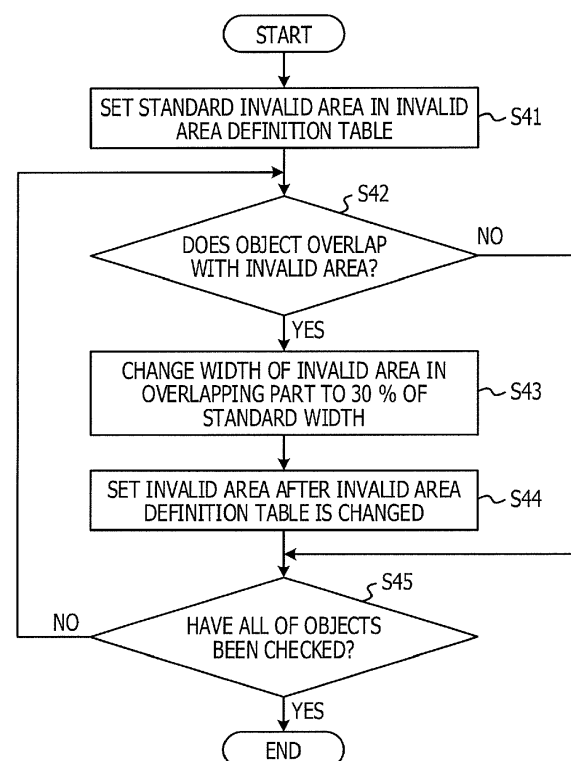 START
SET STANDARD INVALID AREA IN INVALID
AREA DEFINITION TABLE
S41
S42
DOES OBJECT OVERLAP
WITH INVALID AREA?
NO
YES
CHANGE WIDTH OF INVALID AREA IN
OVERLAPPING PART TO 30 % OF
STANDARD WIDTH
S43
SET INVALID AREA AFTER INVALID AREA
DEFINITION TABLE IS CHANGED
S44
S45
NO
HAVE ALL OF OBJECTS
BEEN CHECKED?
YES
END